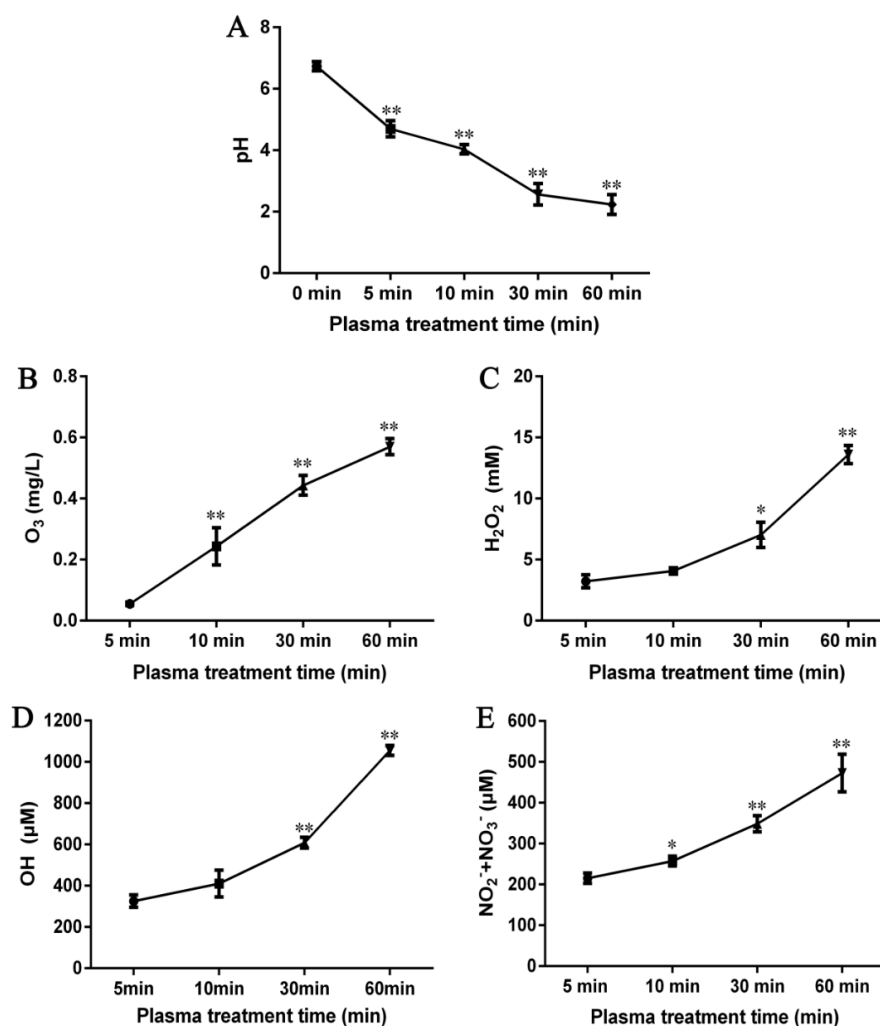 A
pH
8
6
4
2
0
**
**
**
**
0 min 5 min 10 min 30 min 60 min
Plasma treatment time (min)
B
O₃ (mg/L)
0.8
0.6
0.4
0.2
0.0
**
**
**
5 min 10 min 30 min 60 min
Plasma treatment time (min)
C
H₂O₂ (mM)
20
15
10
5
0
*
**
5 min 10 min 30 min 60 min
Plasma treatment time (min)
D
OH (µM)
1200
1000
800
600
400
200
0
**
**
5min 10min 30min 60min
Plasma treatment time (min)
E
NO₂⁻+NO₃⁻ (µM)
600
500
400
300
200
100
0
*
**
**
5 min 10 min 30 min 60 min
Plasma treatment time (min)